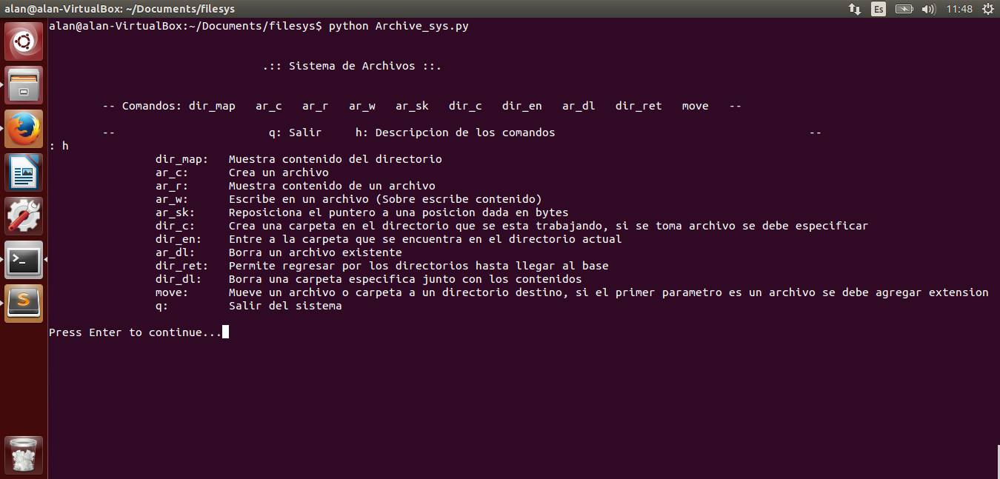 alan@alan-VirtualBox: ~/Documents/filesys Es 11:48
alan@alan-VirtualBox:~/Documents/filesys$ python Archive_sys.py
.:: Sistema de Archivos ::.
-- Comandos: dir_map ar_c ar_r ar_w ar_sk dir_c dir_en ar_dl dir_ret move --
-- q: Salir h: Descripcion de los comandos --
: h
dir_map: Muestra contenido del directorio
ar_c: Crea un archivo
ar_r: Muestra contenido de un archivo
ar_w: Escribe en un archivo (Sobre escribe contenido)
ar_sk: Reposiciona el puntero a una posicion dada en bytes
dir_c: Crea una carpeta en el directorio que se esta trabajando, si se toma archivo se debe especificar
dir_en: Entre a la carpeta que se encuentra en el directorio actual
ar_dl: Borra un archivo existente
dir_ret: Permite regresar por los directorios hasta llegar al base
dir_dl: Borra una carpeta especifica junto con los contenidos
move: Mueve un archivo o carpeta a un directorio destino, si el primer parametro es un archivo se debe agregar extension
q: Salir del sistema
Press Enter to continue...